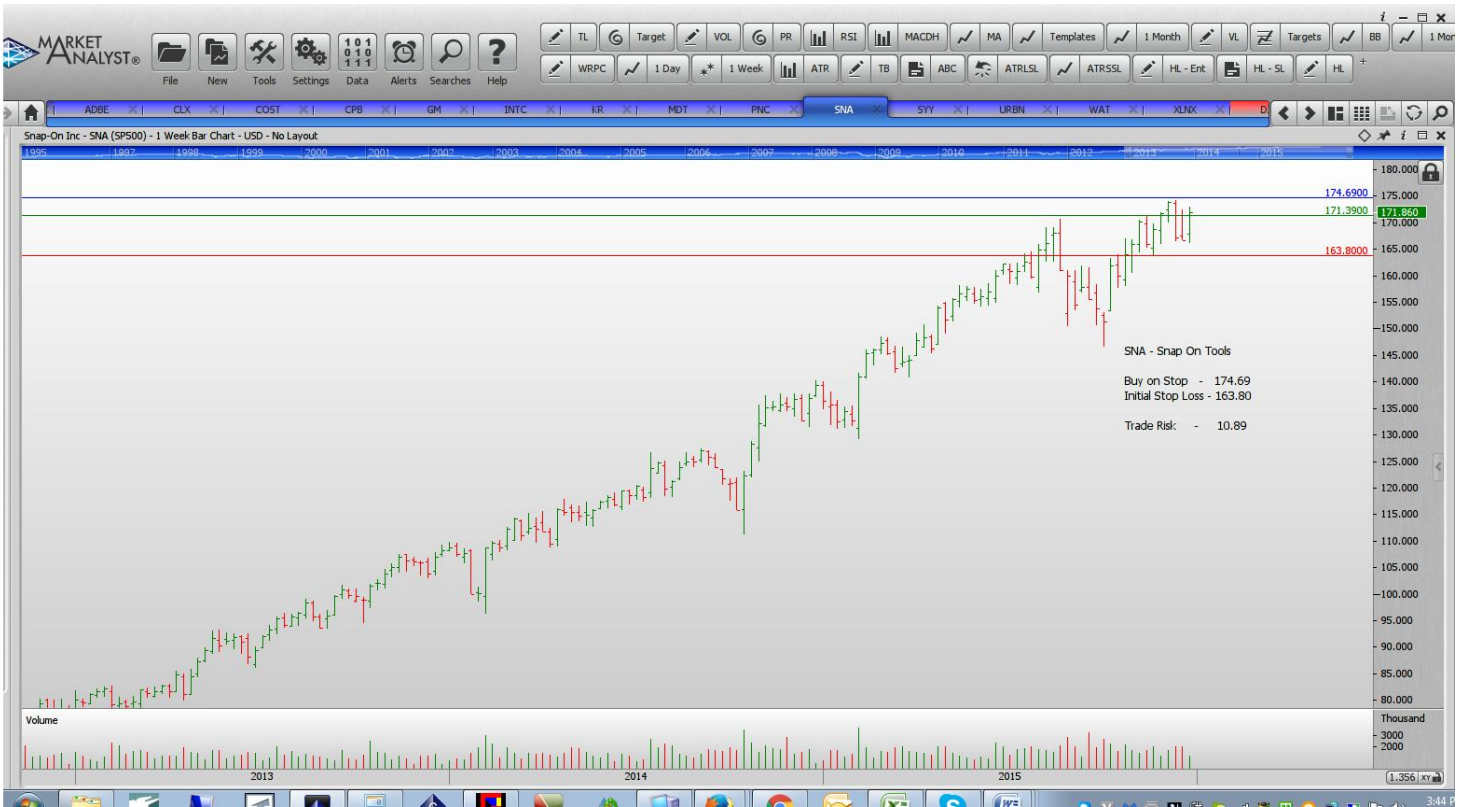 MARKET
ANALYST®
File New Tools Settings Data Alerts Searches Help
TL Target VOL PR RSI MACDH MA Templates 1 Month VL Targets BB 1 Mor
WRPC 1 Day 1 Week ATR TB ABC ATRLSL ATRSSL HL - Ent HL - SL HL +
ADBE CLX COST CPB GM INTC KR MDT PNC SNA SYY URBN WAT XLNX D
Snap-On Inc - SNA (SP500) - 1 Week Bar Chart - USD - No Layout
1995 1997 1998 1999 2000 2001 2002 2003 2004 2005 2006 2007 2008 2009 2010 2011 2012 2013 2014 2015
180.000
174.6900
175.000
171.3900
171.860
170.000
165.000
163.8000
160.000
155.000
150.000
SNA - Snap On Tools
145.000
Buy on Stop - 174.69
140.000
Initial Stop Loss - 163.80
135.000
Trade Risk - 10.89
130.000
125.000
120.000
115.000
110.000
105.000
100.000
95.000
90.000
85.000
80.000
Volume
Thousand
3000
2000
2013 2014 2015
1.356 XY
3:44 P